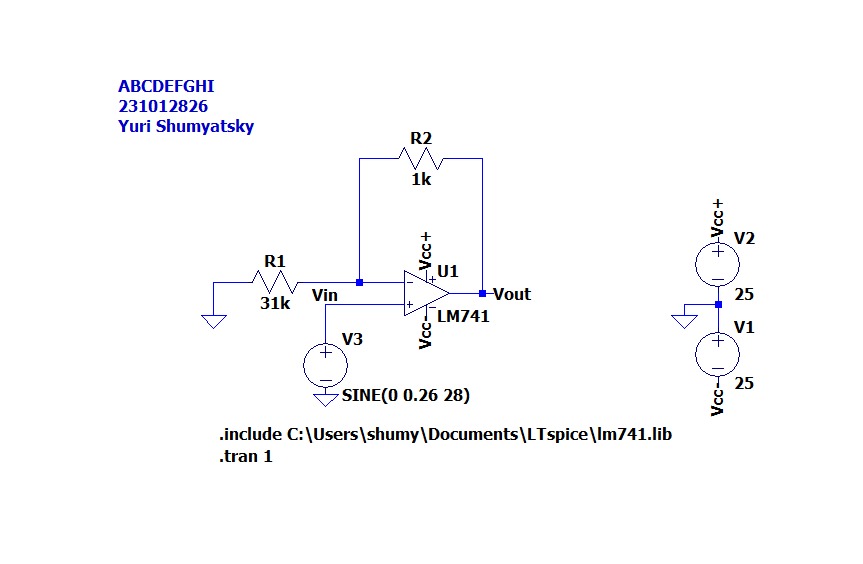 ABCDEFGHI
231012826
Yuri Shumyatsky
R2
1k
Vcc+
R1
31k
Vin
- + U1
+ -
LM741
Vcc-
Vout
V3
+
-
SINE(0 0.26 28)
Vcc+
V2
+
-
25
V1
+
-
25
Vcc-
.include C:\Users\shumy\Documents\LTspice\lm741.lib
.tran 1